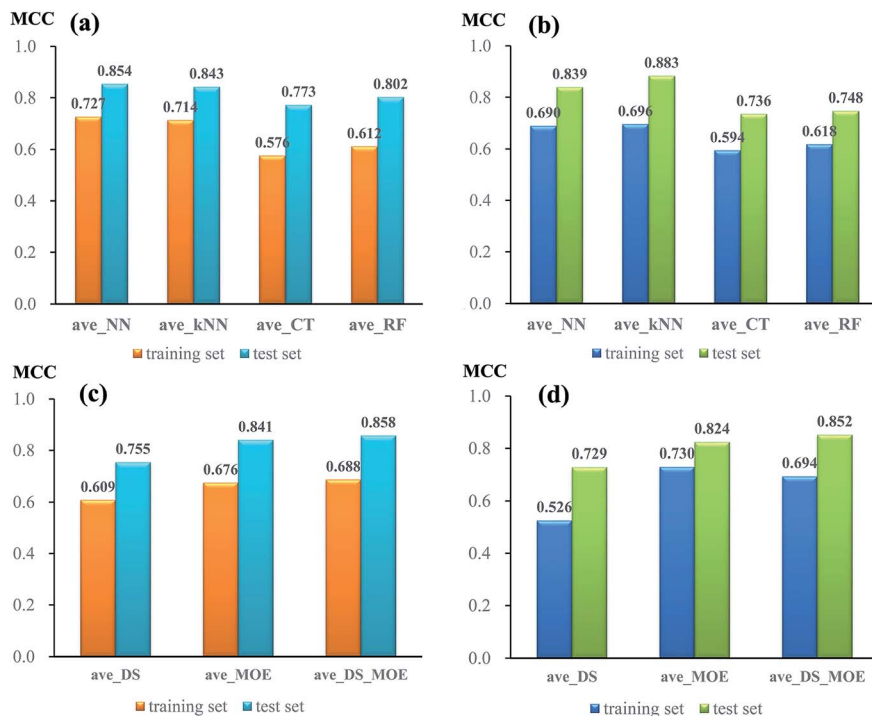 MCC (a)
1.0
0.8
0.6
0.4
0.2
0.0
0.727 0.854 0.714 0.843 0.576 0.773 0.612 0.802
ave_NN ave_kNN ave_CT ave_RF
training set test set
MCC (b)
1.0
0.8
0.6
0.4
0.2
0.0
0.690 0.839 0.696 0.883 0.594 0.736 0.618 0.748
ave_NN ave_kNN ave_CT ave_RF
training set test set
MCC (c)
1.0
0.8
0.6
0.4
0.2
0.0
0.609 0.755 0.676 0.841 0.688 0.858
ave_DS ave_MOE ave_DS_MOE
training set test set
MCC (d)
1.0
0.8
0.6
0.4
0.2
0.0
0.526 0.729 0.730 0.824 0.694 0.852
ave_DS ave_MOE ave_DS_MOE
training set test set